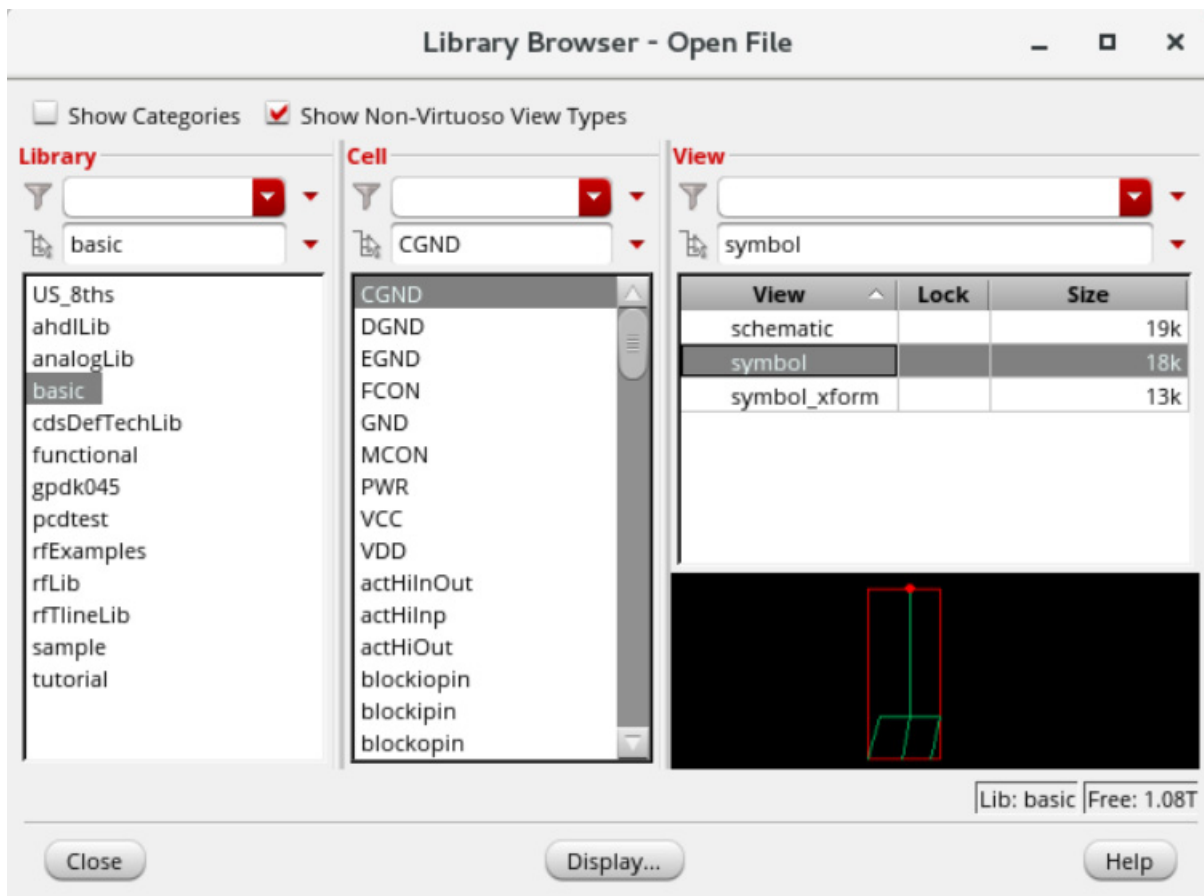 Library Browser - Open File
Show Categories
Show Non-Virtuoso View Types
Library
basic
US_8ths
ahdlLib
analogLib
basic
cdsDefTechLib
functional
gpdk045
pcdtest
rfExamples
rfLib
rfTlineLib
sample
tutorial
Cell
CGND
CGND
DGND
EGND
FCON
GND
MCON
PWR
VCC
VDD
actHiInOut
actHiInp
actHiOut
blockiopin
blockipin
blockopin
View
symbol
View Lock Size
schematic 19k
symbol 18k
symbol_xform 13k
Lib: basic Free: 1.08T
Close
Display...
Help